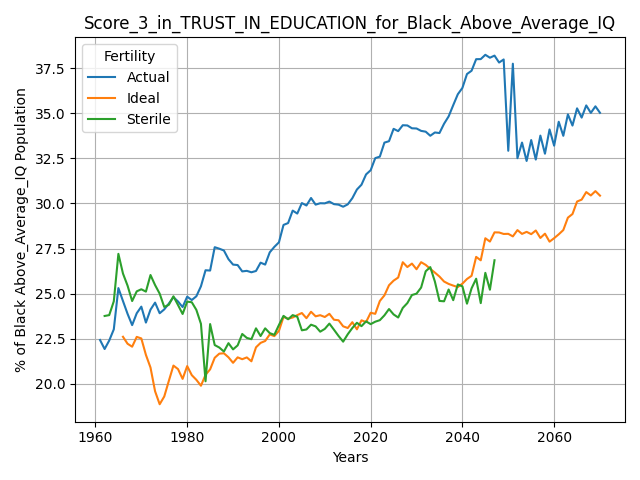 Score_3_in_TRUST_IN_EDUCATION_for_Black_Above_Average_IQ
% of Black Above_Average_IQ Population
37.5
35.0
32.5
30.0
27.5
25.0
22.5
20.0
Fertility
Actual
Ideal
Sterile
1960
1980
2000
2020
2040
2060
Years